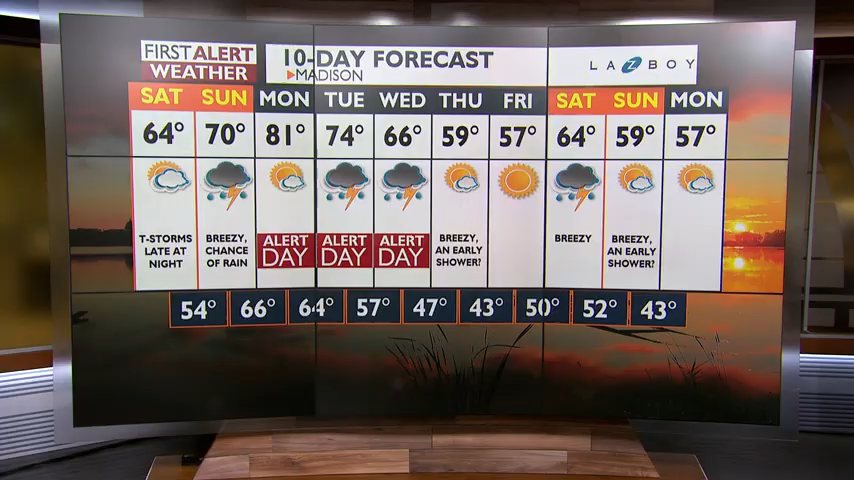 FIRST ALERT
WEATHER
10-DAY FORECAST
MADISON
LA Z BOY
SAT SUN MON TUE WED THU FRI SAT SUN MON
64° 70° 81° 74° 66° 59° 57° 64° 59° 57°
T-STORMS
LATE AT
NIGHT
BREEZY,
CHANCE
OF RAIN
ALERT
DAY
ALERT
DAY
ALERT
DAY
BREEZY,
AN EARLY
SHOWER?
BREEZY
BREEZY,
AN EARLY
SHOWER?
54° 66° 64° 57° 47° 43° 50° 52° 43°